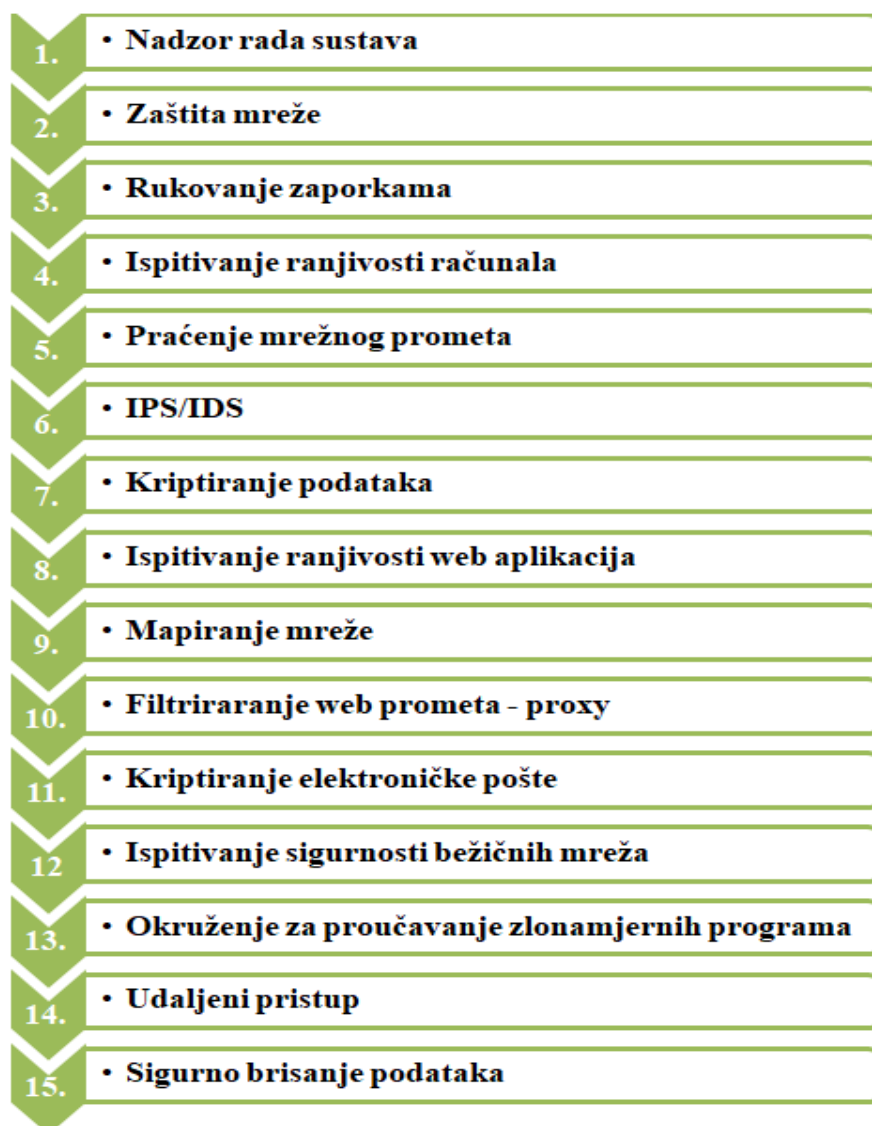 1. • Nadzor rada sustava
2. • Zaštita mreže
3. • Rukovanje zaporkama
4. • Ispitivanje ranjivosti računala
5. • Praćenje mrežnog prometa
6. • IPS/IDS
7. • Kriptiranje podataka
8. • Ispitivanje ranjivosti web aplikacija
9. • Mapiranje mreže
10. • Filtriraranje web prometa - proxy
11. • Kriptiranje elektroničke pošte
12 • Ispitivanje sigurnosti bežičnih mreža
13. • Okruženje za proučavanje zlonamjernih programa
14. • Udaljeni pristup
15. • Sigurno brisanje podataka